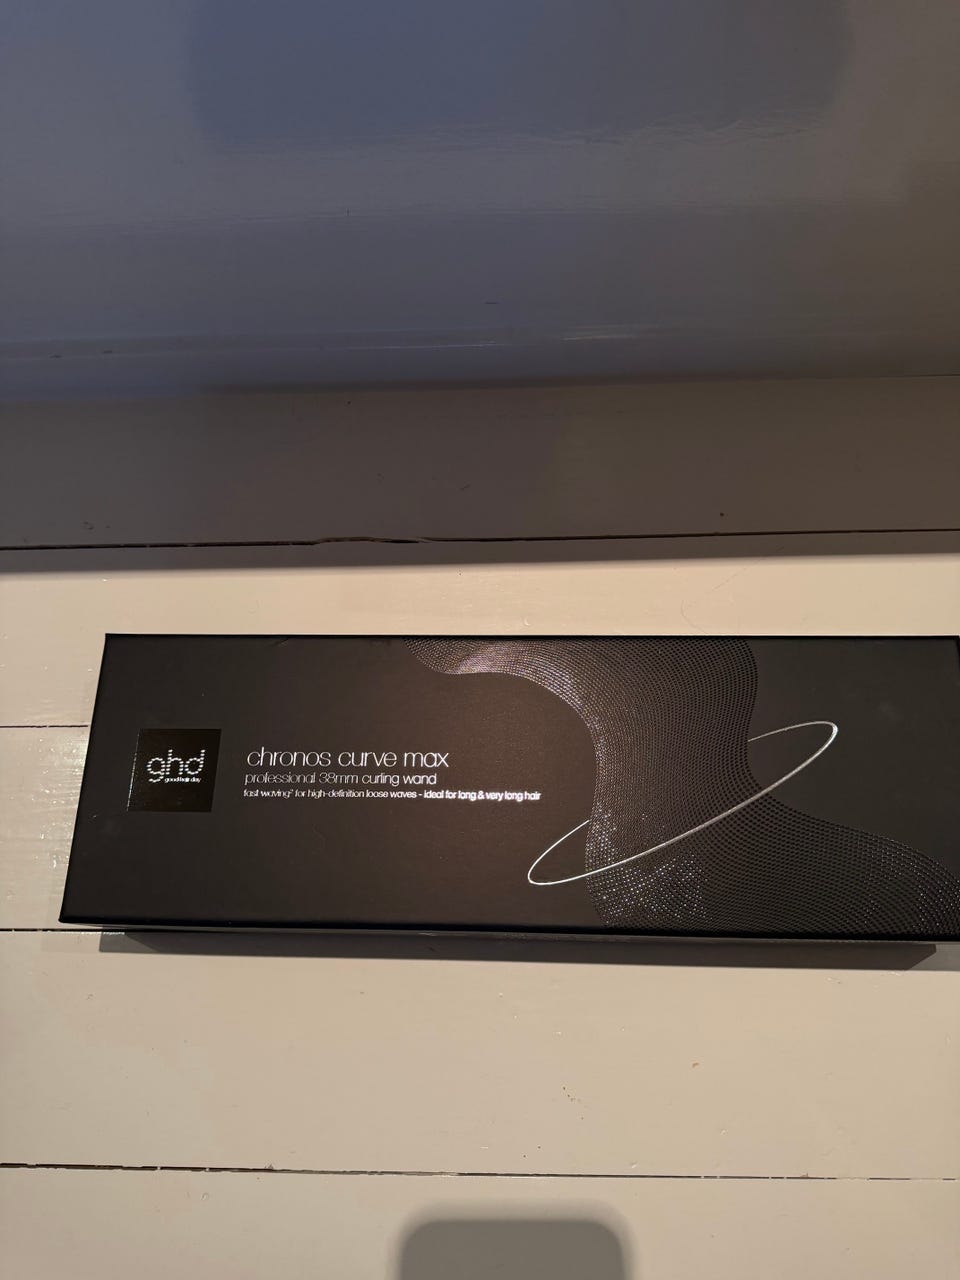 ghd
good hair day
chronos curve max
professional 38mm curling wand
fast waving² for high-definition loose waves - ideal for long & very long hair